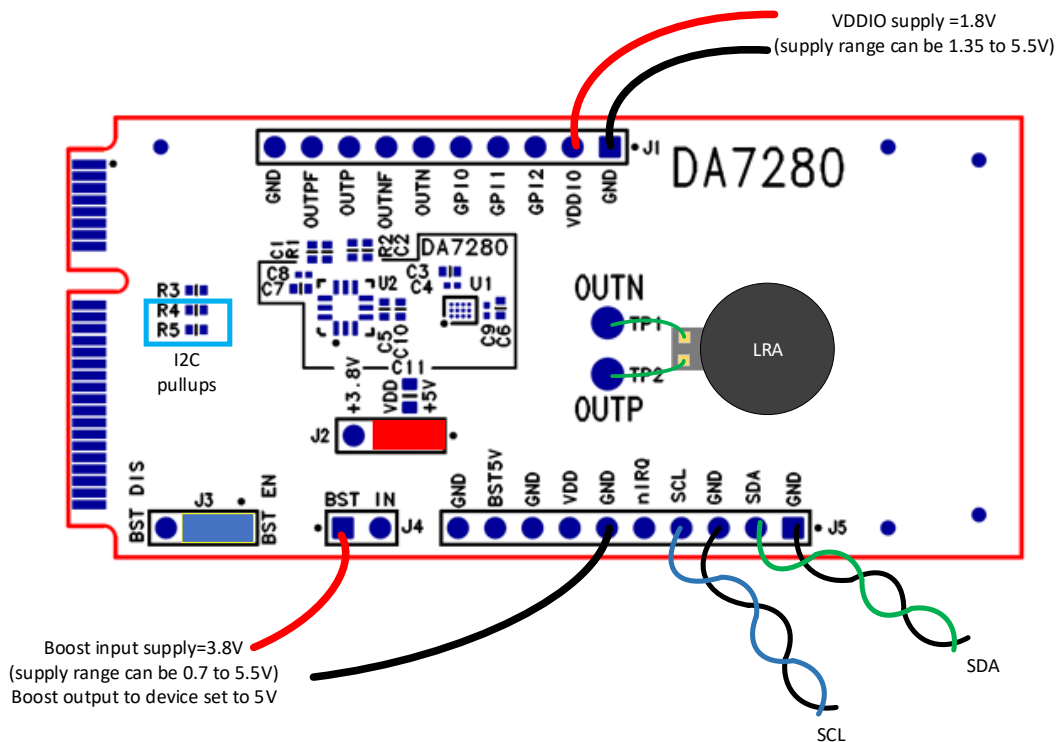 VDDIO supply =1.8V
(supply range can be 1.35 to 5.5V)
J1
DA7280
GND
OUTPF
OUTP
OUTNF
OUTN
GPI0
GPI1
GPI2
VDDIO
GND
C1
R1
R2
C2
DA7280
C8
C7
U2
C3
C4
U1
C5
C10
C9
C6
R3
R4
R5
I2C
pullups
OUTN
TP1
LRA
TP2
OUTP
C11
+3.8V
VDD
+5V
J2
BST DIS
J3
BST EN
BST IN
J4
GND
BST5V
GND
VDD
GND
nIRQ
SCL
GND
SDA
GND
J5
Boost input supply=3.8V
(supply range can be 0.7 to 5.5V)
Boost output to device set to 5V
SDA
SCL